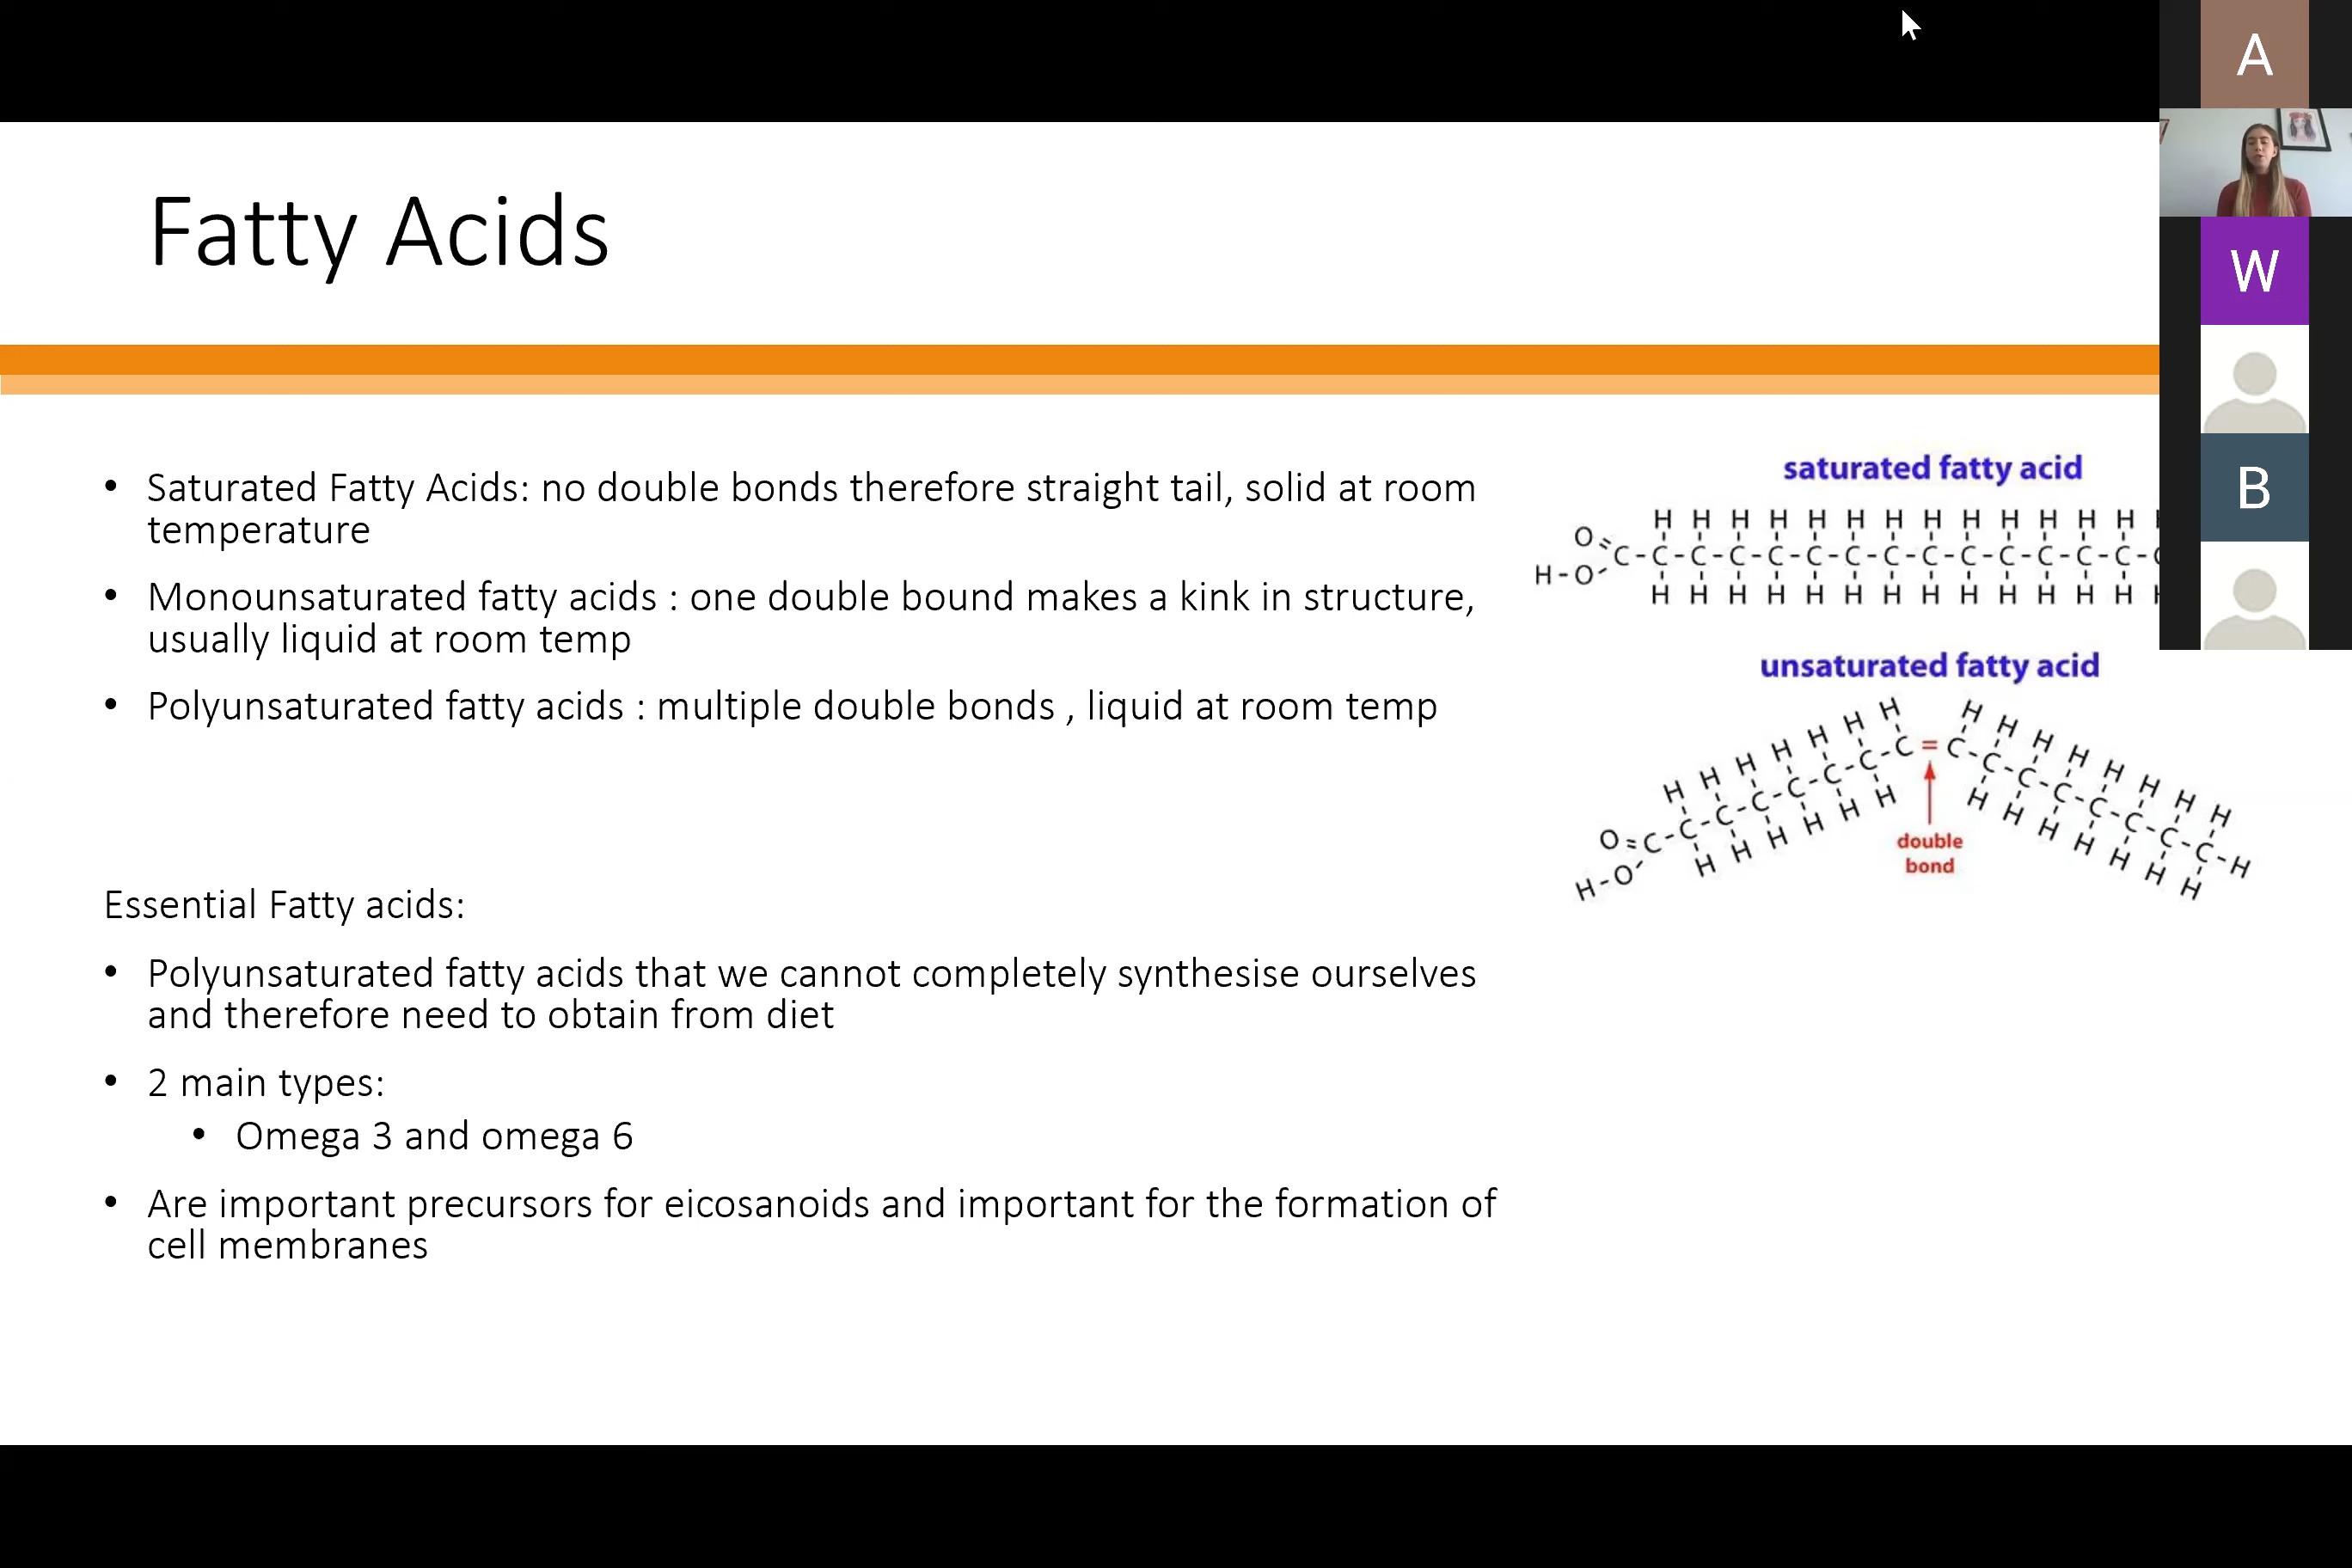 Fatty Acids
• Saturated Fatty Acids: no double bonds therefore straight tail, solid at room
temperature
• Monounsaturated fatty acids : one double bound makes a kink in structure,
usually liquid at room temp
• Polyunsaturated fatty acids : multiple double bonds , liquid at room temp
Essential Fatty acids:
• Polyunsaturated fatty acids that we cannot completely synthesise ourselves
and therefore need to obtain from diet
• 2 main types:
• Omega 3 and omega 6
• Are important precursors for eicosanoids and important for the formation of
cell membranes
saturated fatty acid
H H H H H H H H H H H H H
O
C-C-C-C-C-C-C-C-C-C-C-C-C-C-
H-O
H H H H H H H H H H H H H
unsaturated fatty acid
H H H H H H H H H H H H H H H
O=C-C-C-C-C-C-C-C=C-C-C-C-C-C-C-C-H
H-O
H H H H H H H H H H H H H
double
bond
A
W
B